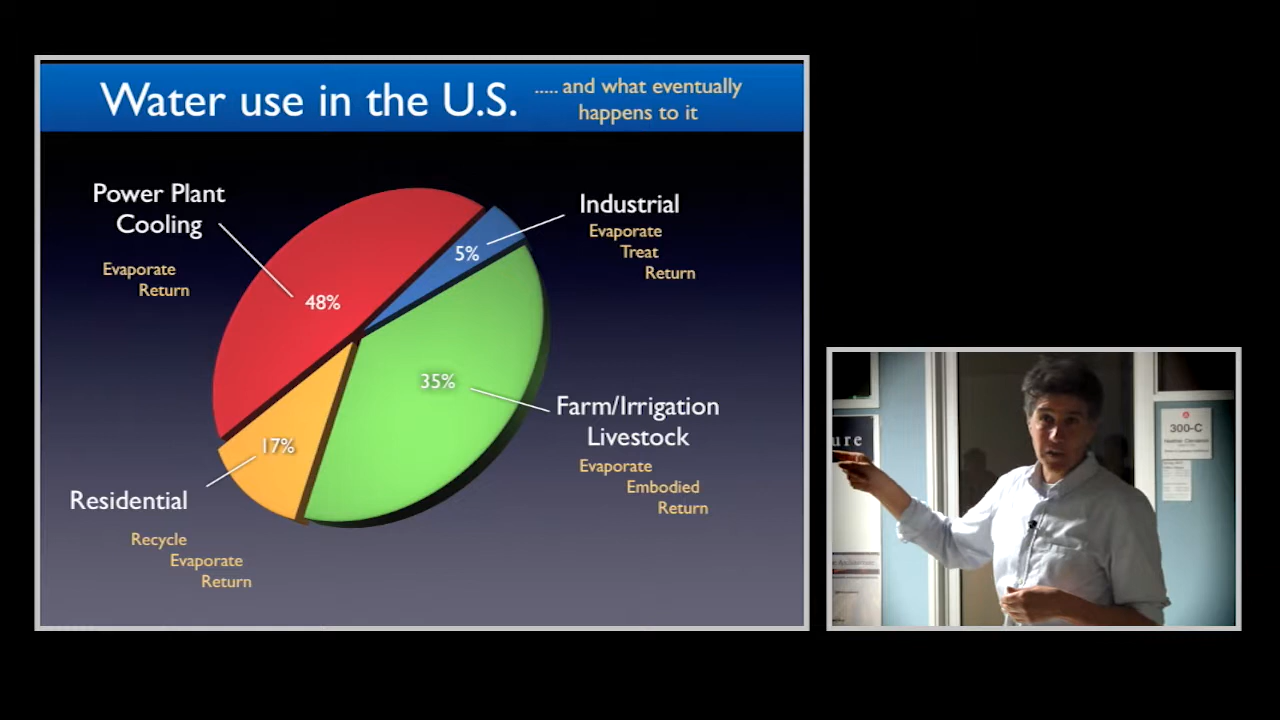 Water use in the U.S.
..... and what eventually
happens to it
Power Plant
Cooling
Evaporate
Return
48%
5%
Industrial
Evaporate
Treat
Return
35%
Farm/Irrigation
Livestock
Evaporate
Embodied
Return
17%
Residential
Recycle
Evaporate
Return
ure
300-C